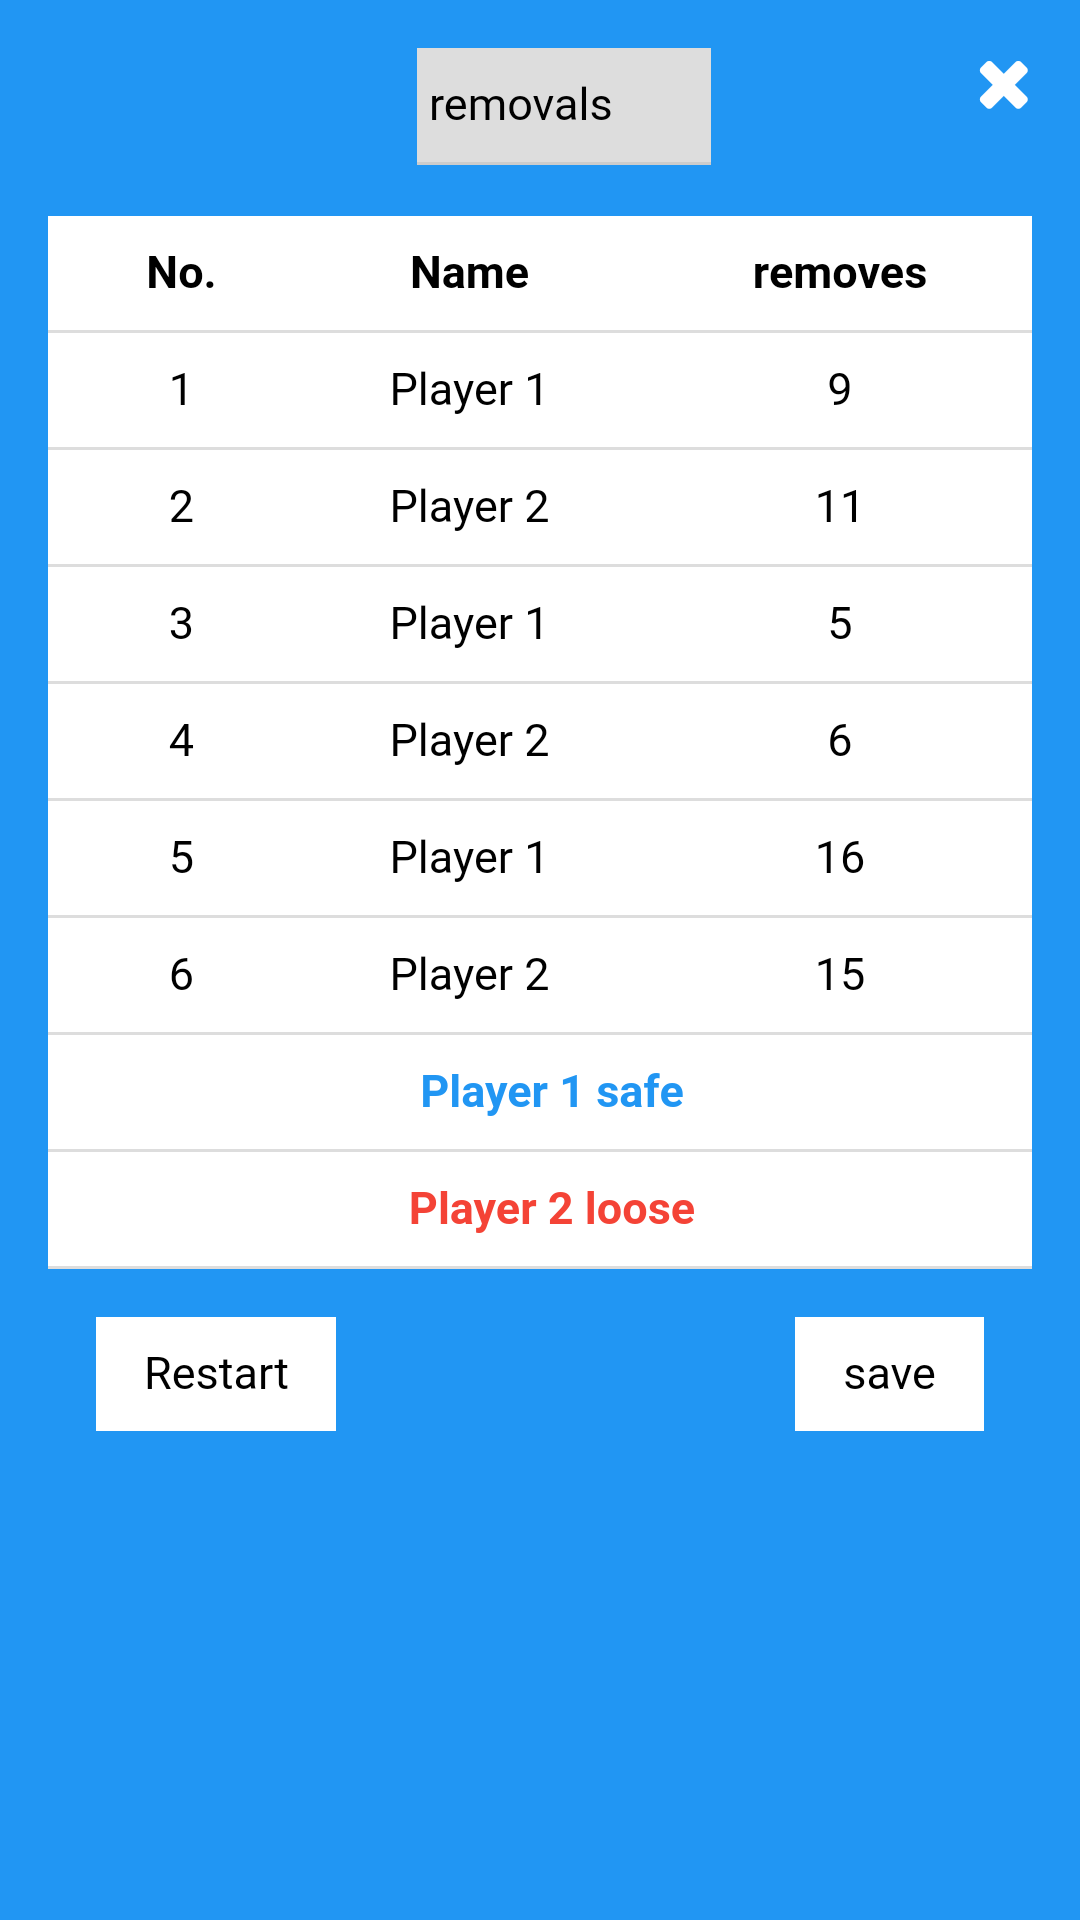 removals
No. Name removes
1 Player 1 9
2 Player 2 11
3 Player 1 5
4 Player 2 6
5 Player 1 16
6 Player 2 15
Player 1 safe
Player 2 loose
Restart save